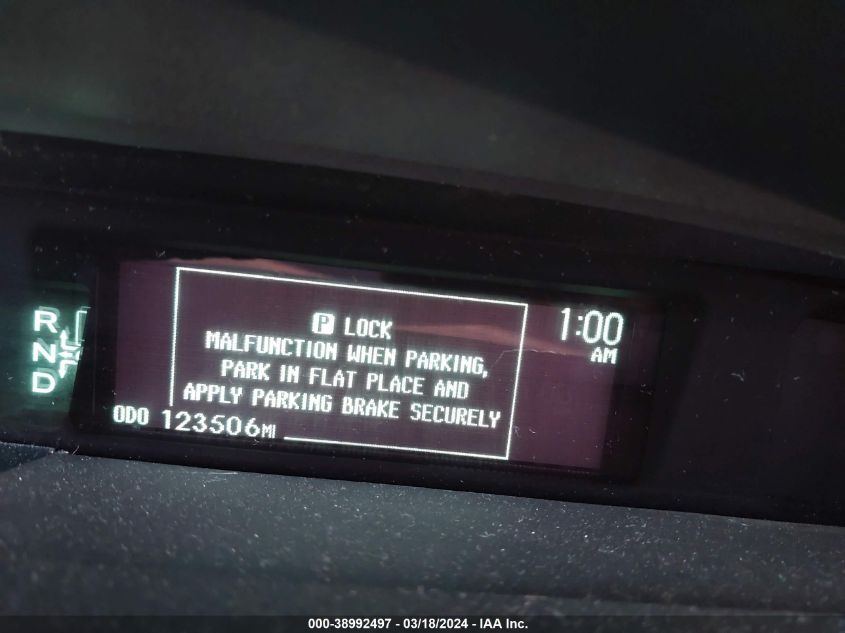 R
N
D
P LOCK
MALFUNCTION WHEN PARKING,
PARK IN FLAT PLACE AND
APPLY PARKING BRAKE SECURELY
1:00
AM
ODO 123506MI
000-38992497 - 03/18/2024 - IAA Inc.